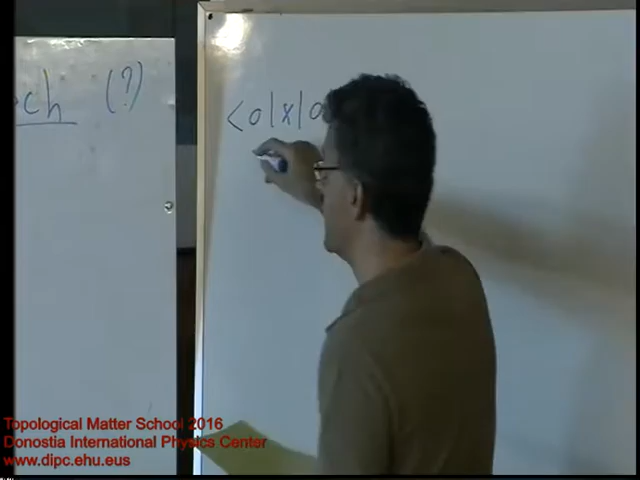 ch (?)
<0|x|0
Topological Matter School 2016
Donostia International Physics Center
www.dipc.ehu.eus